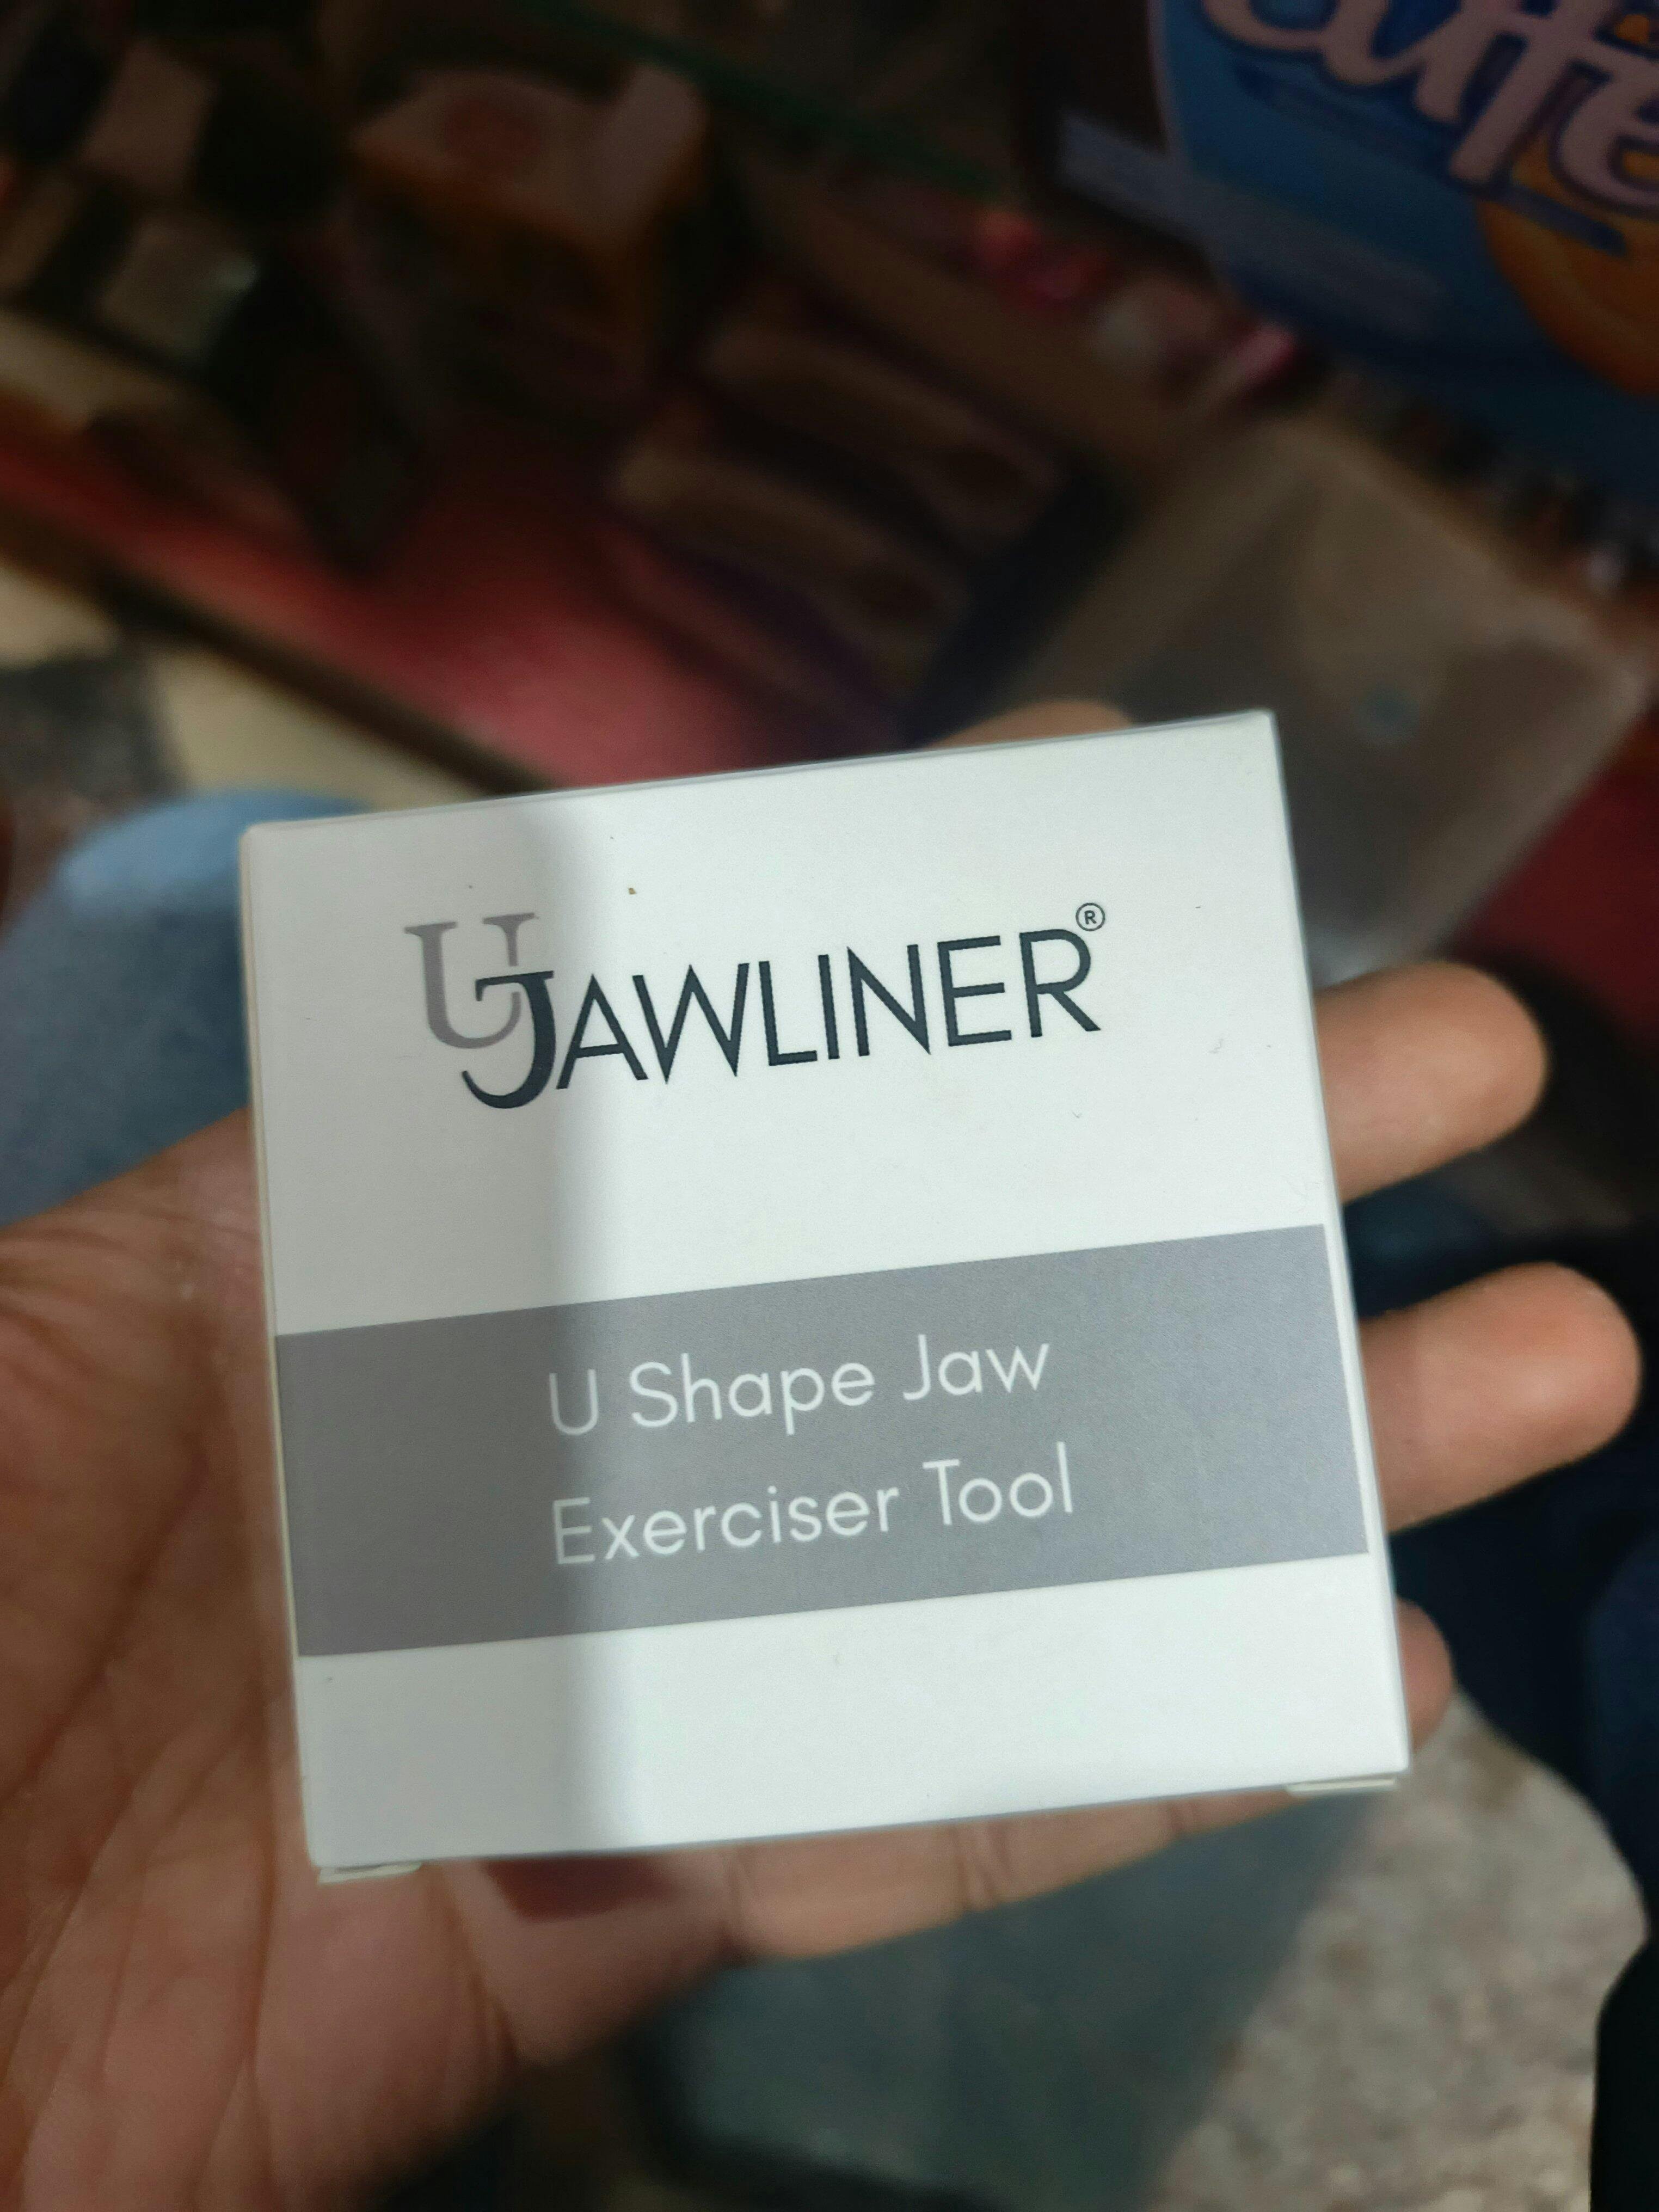 UJAWLINER®
U Shape Jaw
Exerciser Tool